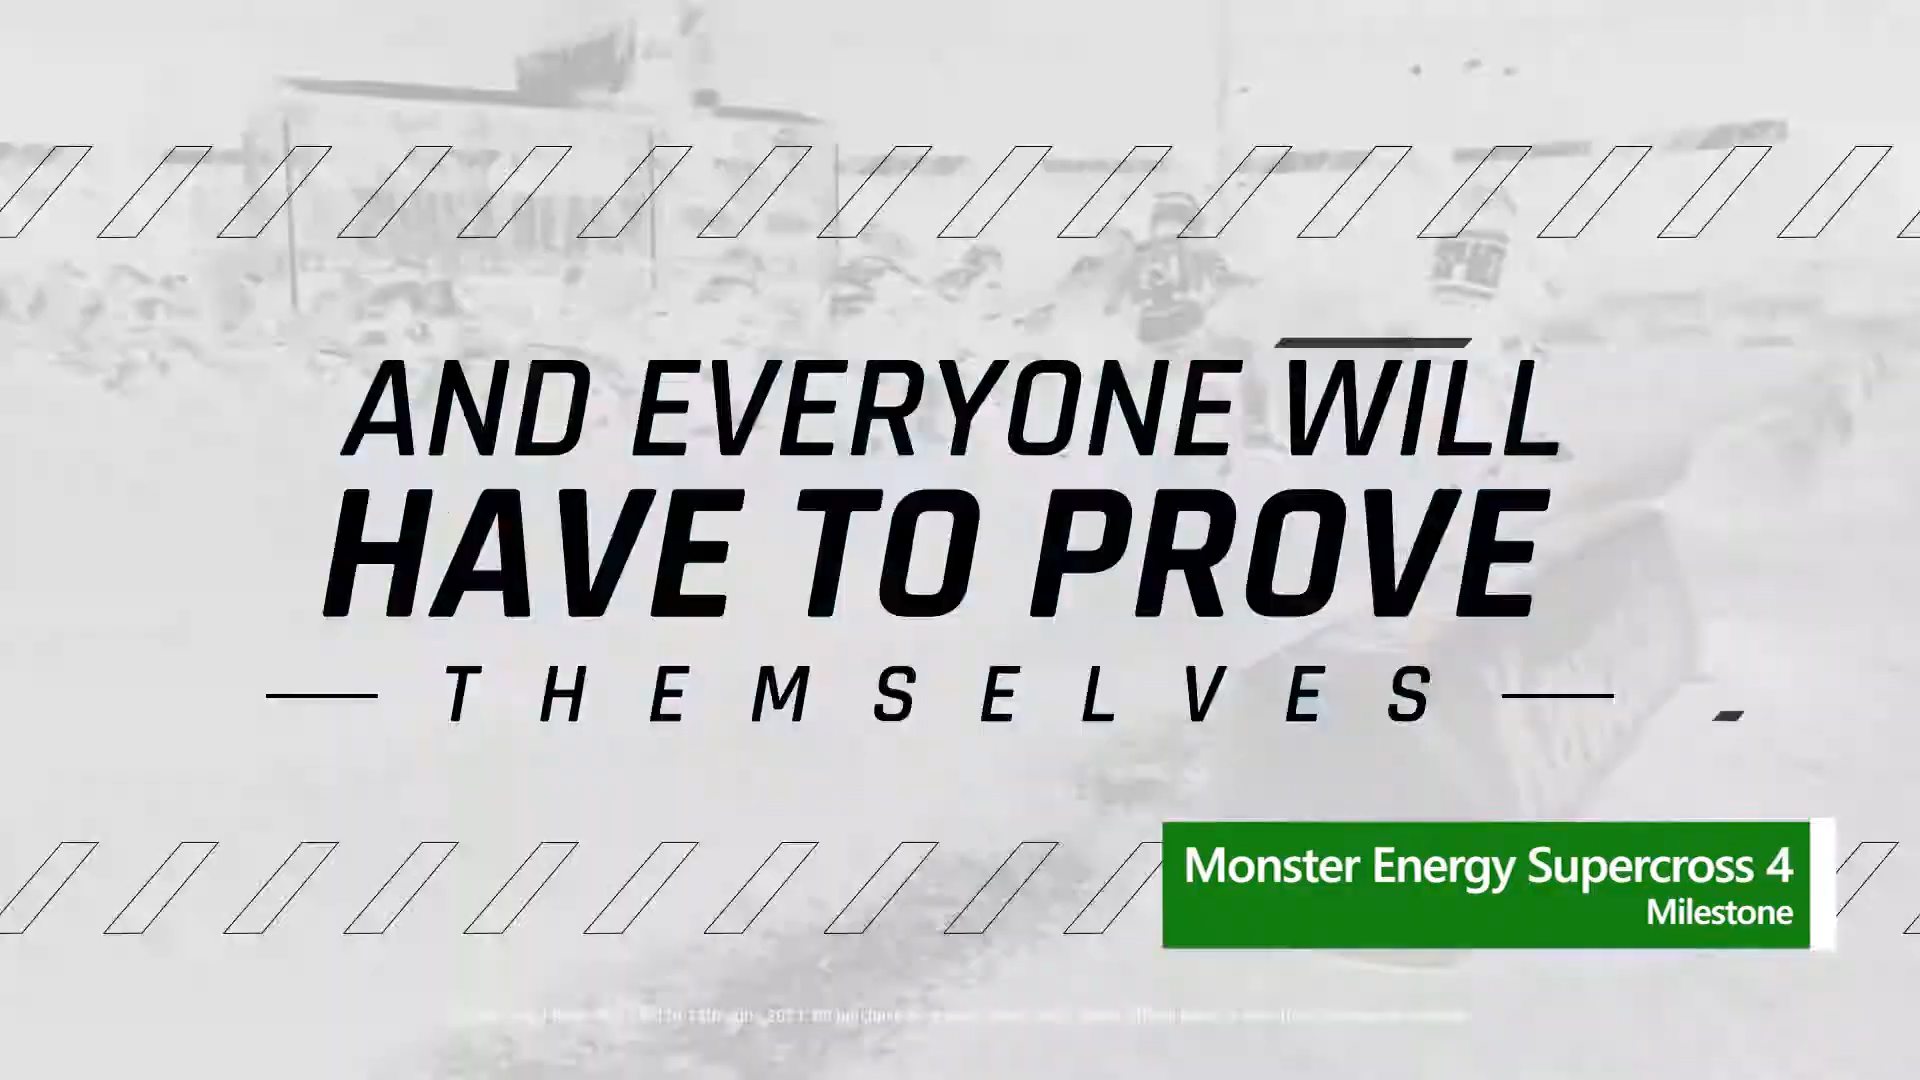 AND EVERYONE WILL
HAVE TO PROVE
THEMSELVES
Monster Energy Supercross 4
Milestone